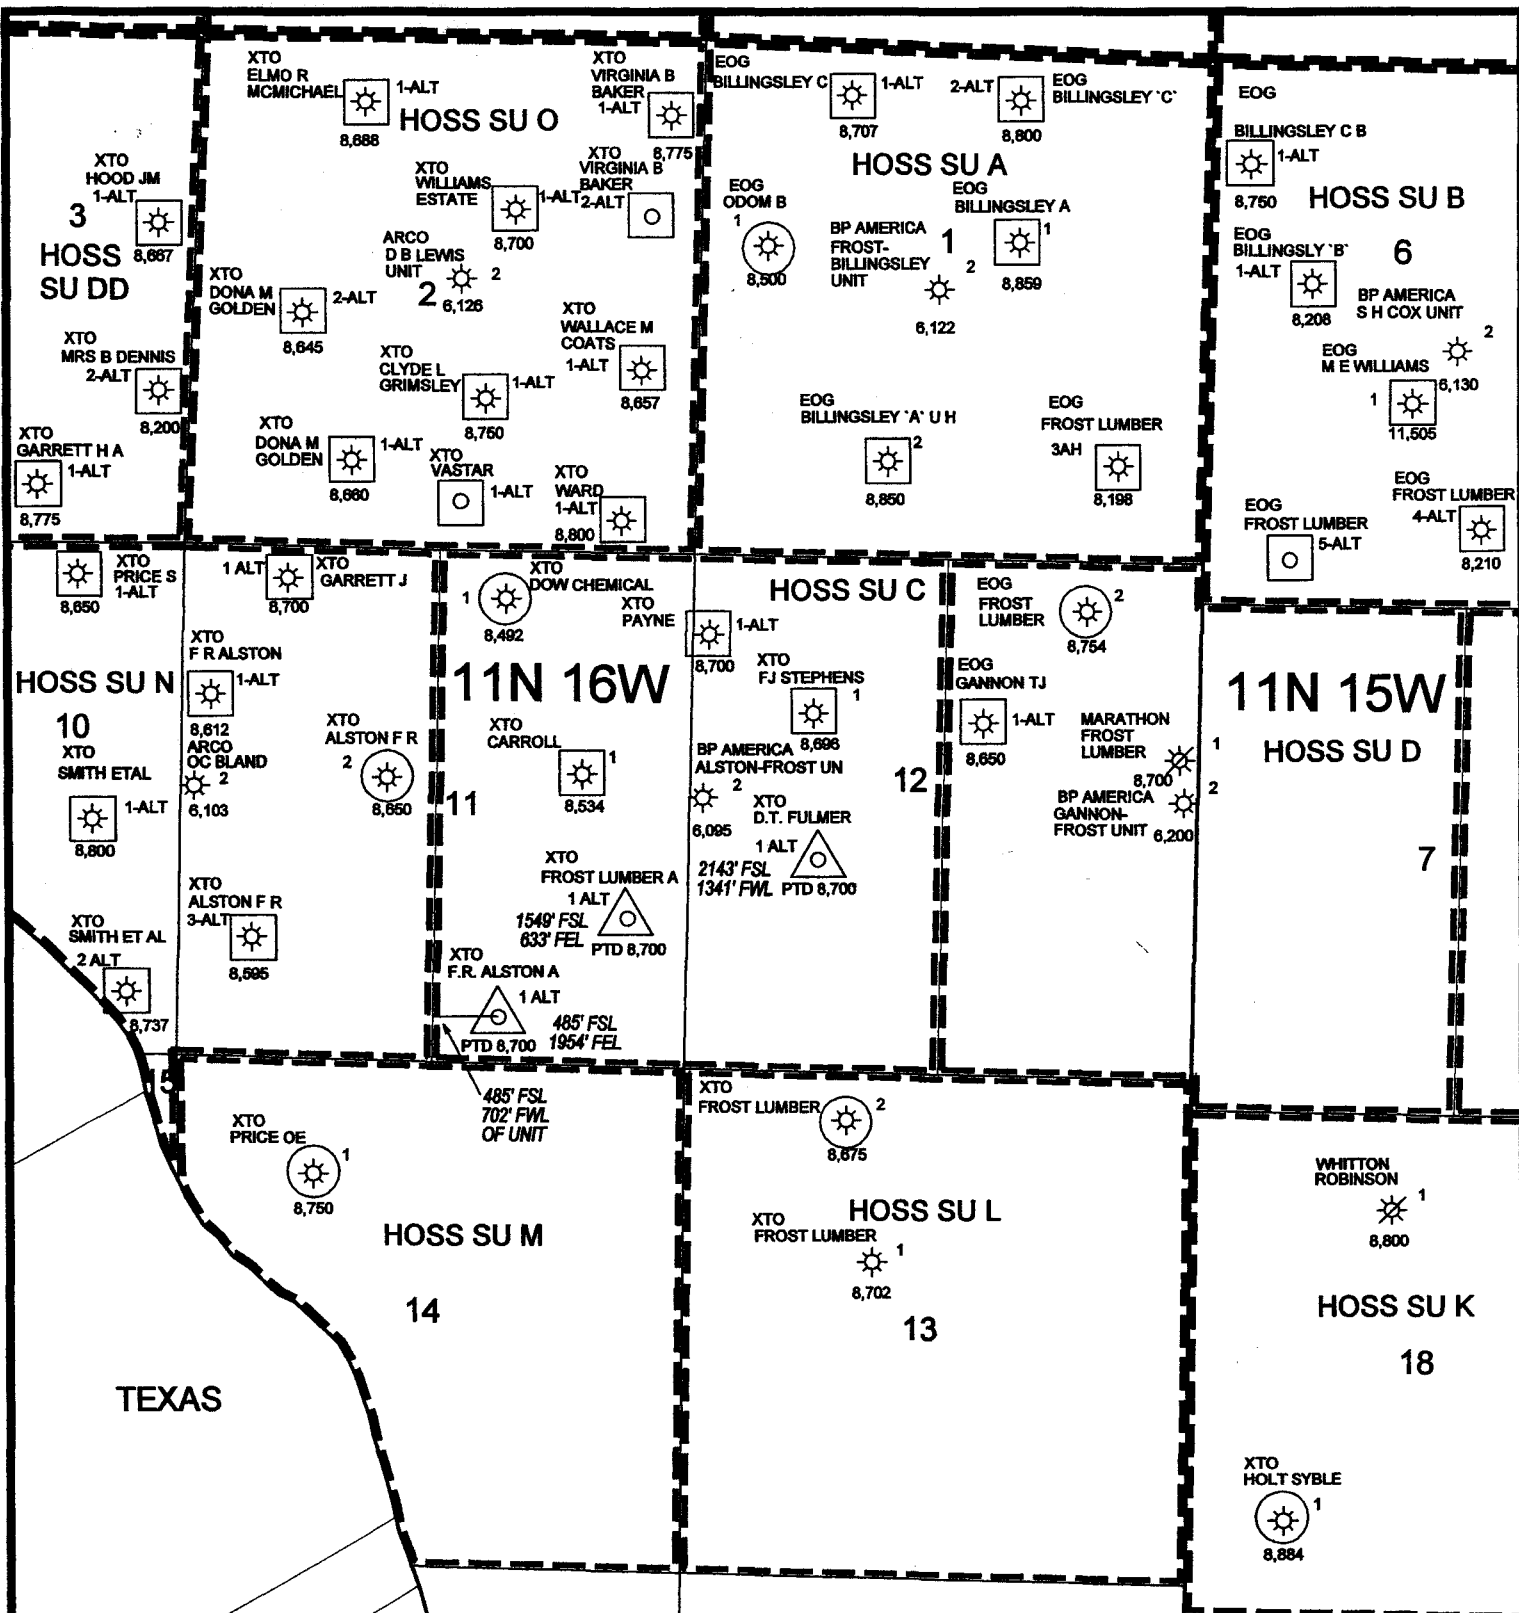 XTO
ELMO R
MCMICHAEL
1-ALT
8,688
HOSS SU O
XTO
VIRGINIA B
BAKER
1-ALT
8,775
XTO
VIRGINIA B
BAKER
2-ALT
XTO
WILLIAMS
ESTATE
1-ALT
8,700
ARCO
D B LEWIS
UNIT
2
2
6,126
XTO
DONA M
GOLDEN
2-ALT
8,645
XTO
WALLACE M
COATS
1-ALT
8,657
XTO
CLYDE L
GRIMSLEY
1-ALT
8,750
XTO
DONA M
GOLDEN
1-ALT
8,660
XTO
VASTAR
1-ALT
XTO
WARD
1-ALT
8,800
XTO
HOOD JM
1-ALT
8,667
3
HOSS
SU DD
XTO
MRS B DENNIS
2-ALT
8,200
XTO
GARRETT H A
1-ALT
8,775
EOG
BILLINGSLEY C
1-ALT
8,707
2-ALT
EOG
BILLINGSLEY `C`
8,800
HOSS SU A
EOG
ODOM B
1
8,500
EOG
BILLINGSLEY A
1
8,859
BP AMERICA
FROST-
BILLINGSLEY
UNIT
1
2
6,122
EOG
BILLINGSLEY `A` U H
2
8,850
EOG
FROST LUMBER
3AH
8,198
EOG
BILLINGSLEY C B
1-ALT
8,750
HOSS SU B
6
EOG
BILLINGSLY `B`
1-ALT
8,208
BP AMERICA
S H COX UNIT
2
6,130
EOG
M E WILLIAMS
1
11,505
EOG
FROST LUMBER
4-ALT
8,210
EOG
FROST LUMBER
5-ALT
XTO
PRICE S
1-ALT
8,650
HOSS SU N
10
XTO
SMITH ETAL
1-ALT
8,800
XTO
SMITH ET AL
2 ALT
8,737
1 ALT
XTO
GARRETT J
8,700
XTO
F R ALSTON
1-ALT
8,612
ARCO
OC BLAND
2
6,103
XTO
ALSTON F R
2
8,650
XTO
ALSTON F R
3-ALT
8,595
1
XTO
DOW CHEMICAL
8,492
XTO
PAYNE
1-ALT
8,700
11N 16W
XTO
CARROLL
1
8,534
11
XTO
FROST LUMBER A
1 ALT
1549' FSL
633' FEL
PTD 8,700
XTO
F.R. ALSTON A
1 ALT
485' FSL
1954' FEL
PTD 8,700
485' FSL
702' FWL
OF UNIT
HOSS SU C
XTO
FJ STEPHENS
1
8,696
BP AMERICA
ALSTON-FROST UN
2
6,095
12
XTO
D.T. FULMER
1 ALT
2143' FSL
1341' FWL
PTD 8,700
EOG
FROST
LUMBER
2
8,754
EOG
GANNON TJ
1-ALT
8,650
MARATHON
FROST
LUMBER
1
8,700
BP AMERICA
GANNON-
FROST UNIT
2
6,200
11N 15W
HOSS SU D
7
15
XTO
PRICE OE
1
8,750
HOSS SU M
14
TEXAS
XTO
FROST LUMBER
2
8,675
HOSS SU L
XTO
FROST LUMBER
1
8,702
13
WHITTON
ROBINSON
1
8,800
HOSS SU K
18
XTO
HOLT SYBLE
1
8,884